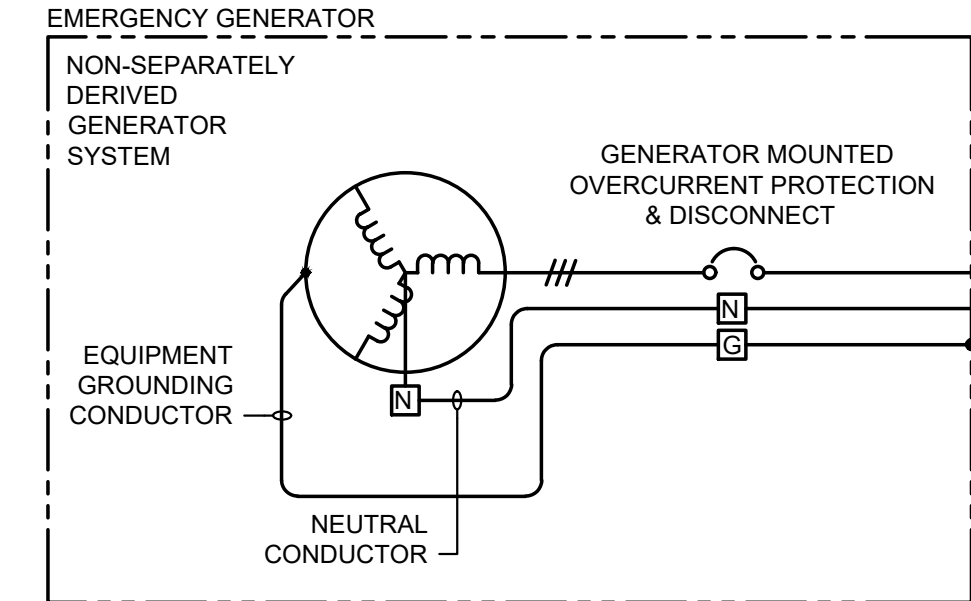 EMERGENCY GENERATOR
NON-SEPARATELY
DERIVED
GENERATOR
SYSTEM
GENERATOR MOUNTED
OVERCURRENT PROTECTION
& DISCONNECT
N
G
EQUIPMENT
GROUNDING
CONDUCTOR
N
NEUTRAL
CONDUCTOR